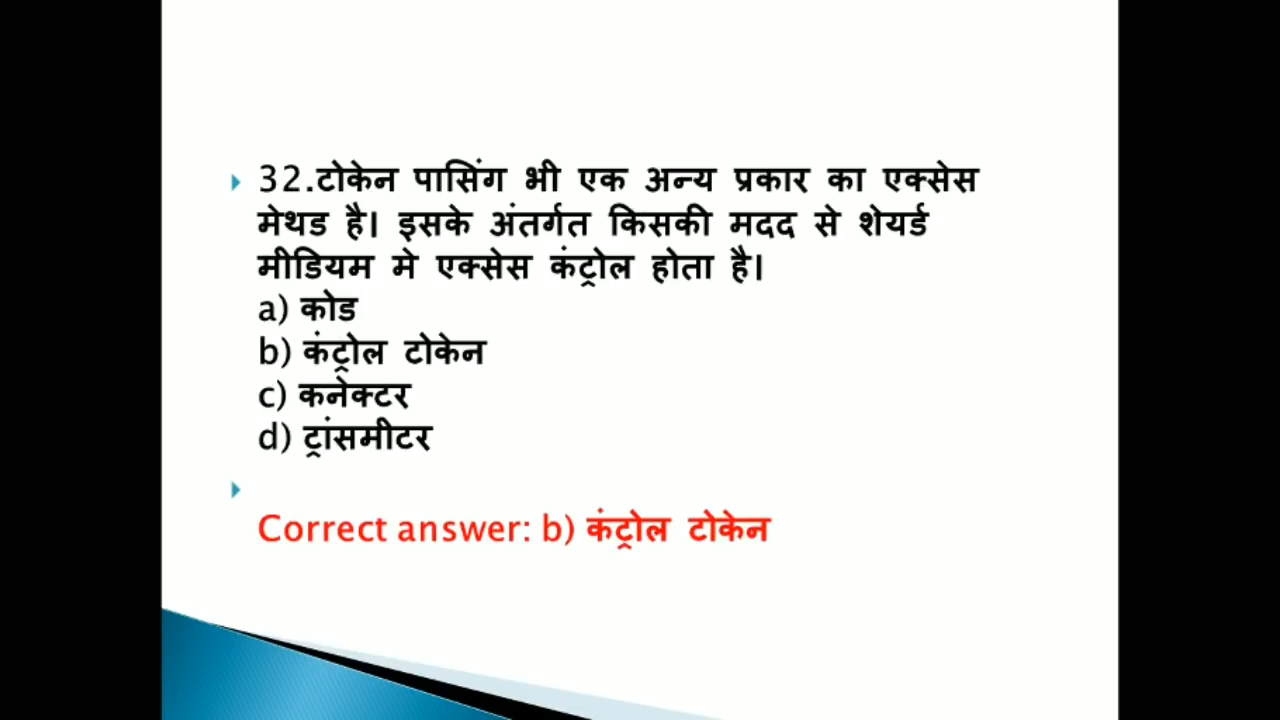 32.टोकेन पासिंग भी एक अन्य प्रकार का एक्सेस
मेथड है। इसके अंतर्गत किसकी मदद से शेयर्ड
मीडियम मे एक्सेस कंट्रोल होता है।
a) कोड
b) कंट्रोल टोकेन
c) कनेक्टर
d) ट्रांसमीटर
Correct answer: b) कंट्रोल टोकेन